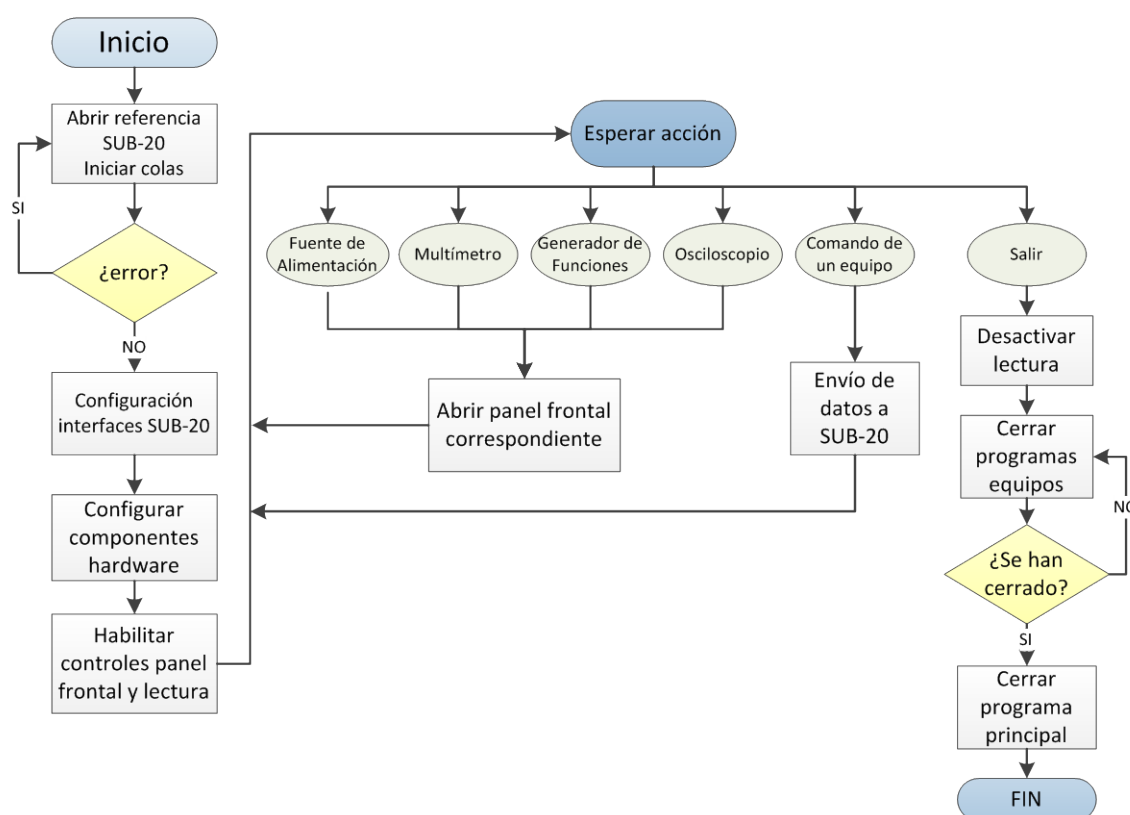 Inicio
Abrir referencia
SUB-20
Iniciar colas
SI
¿error?
NO
Configuración
interfaces SUB-20
Configurar
componentes
hardware
Habilitar
controles panel
frontal y lectura
Esperar acción
Fuente de
Alimentación
Multímetro
Generador de
Funciones
Osciloscopio
Comando de
un equipo
Salir
Abrir panel frontal
correspondiente
Envío de
datos a
SUB-20
Desactivar
lectura
Cerrar
programas
equipos
NO
¿Se han
cerrado?
SI
Cerrar
programa
principal
FIN